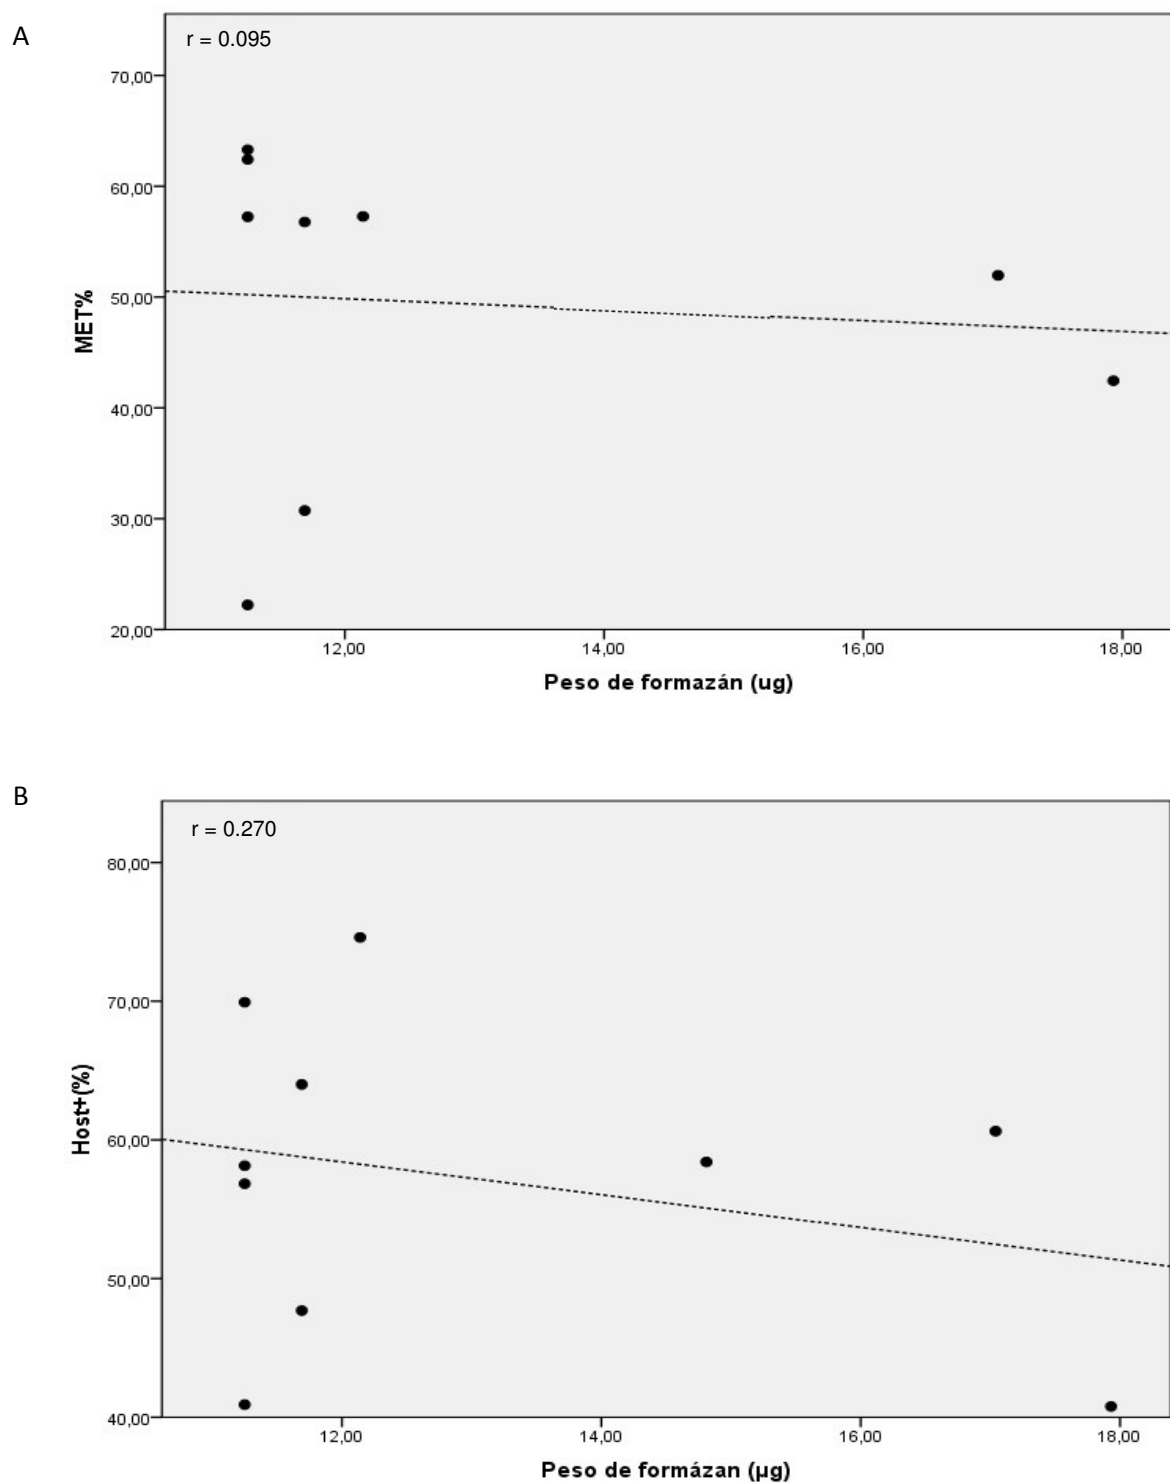 A
r = 0.095
70,00
60,00
50,00
40,00
30,00
20,00
MET%
12,00 14,00 16,00 18,00
Peso de formazán (ug)
B
r = 0.270
80,00
70,00
60,00
50,00
40,00
Host+(%)
12,00 14,00 16,00 18,00
Peso de formázan (µg)